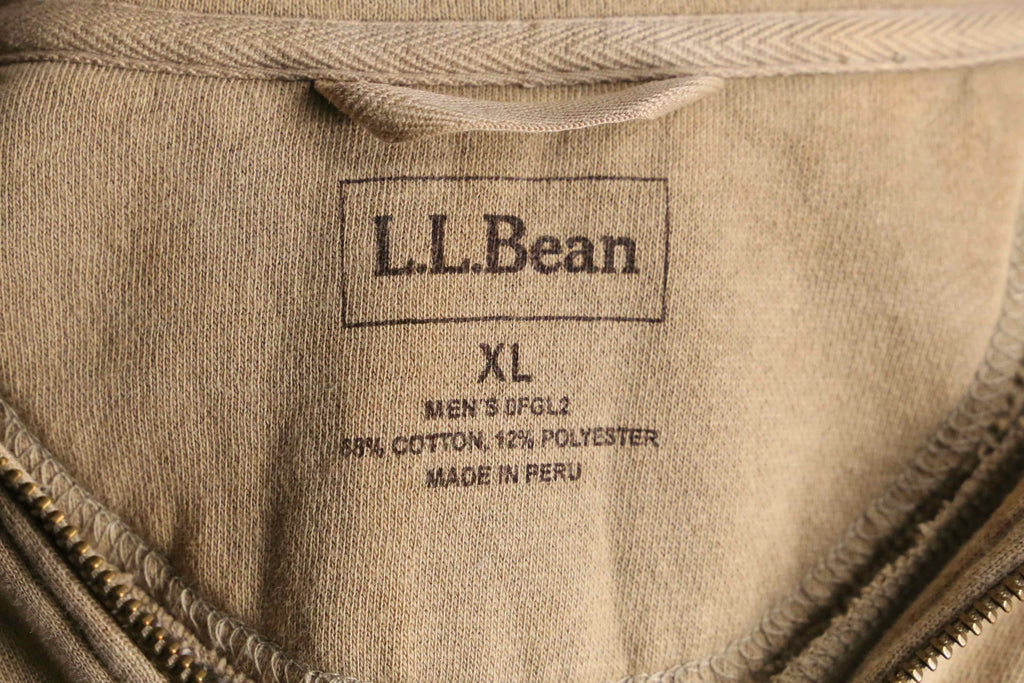 L.L.Bean
XL
MEN'S 0FGL2
88% COTTON, 12% POLYESTER
MADE IN PERU